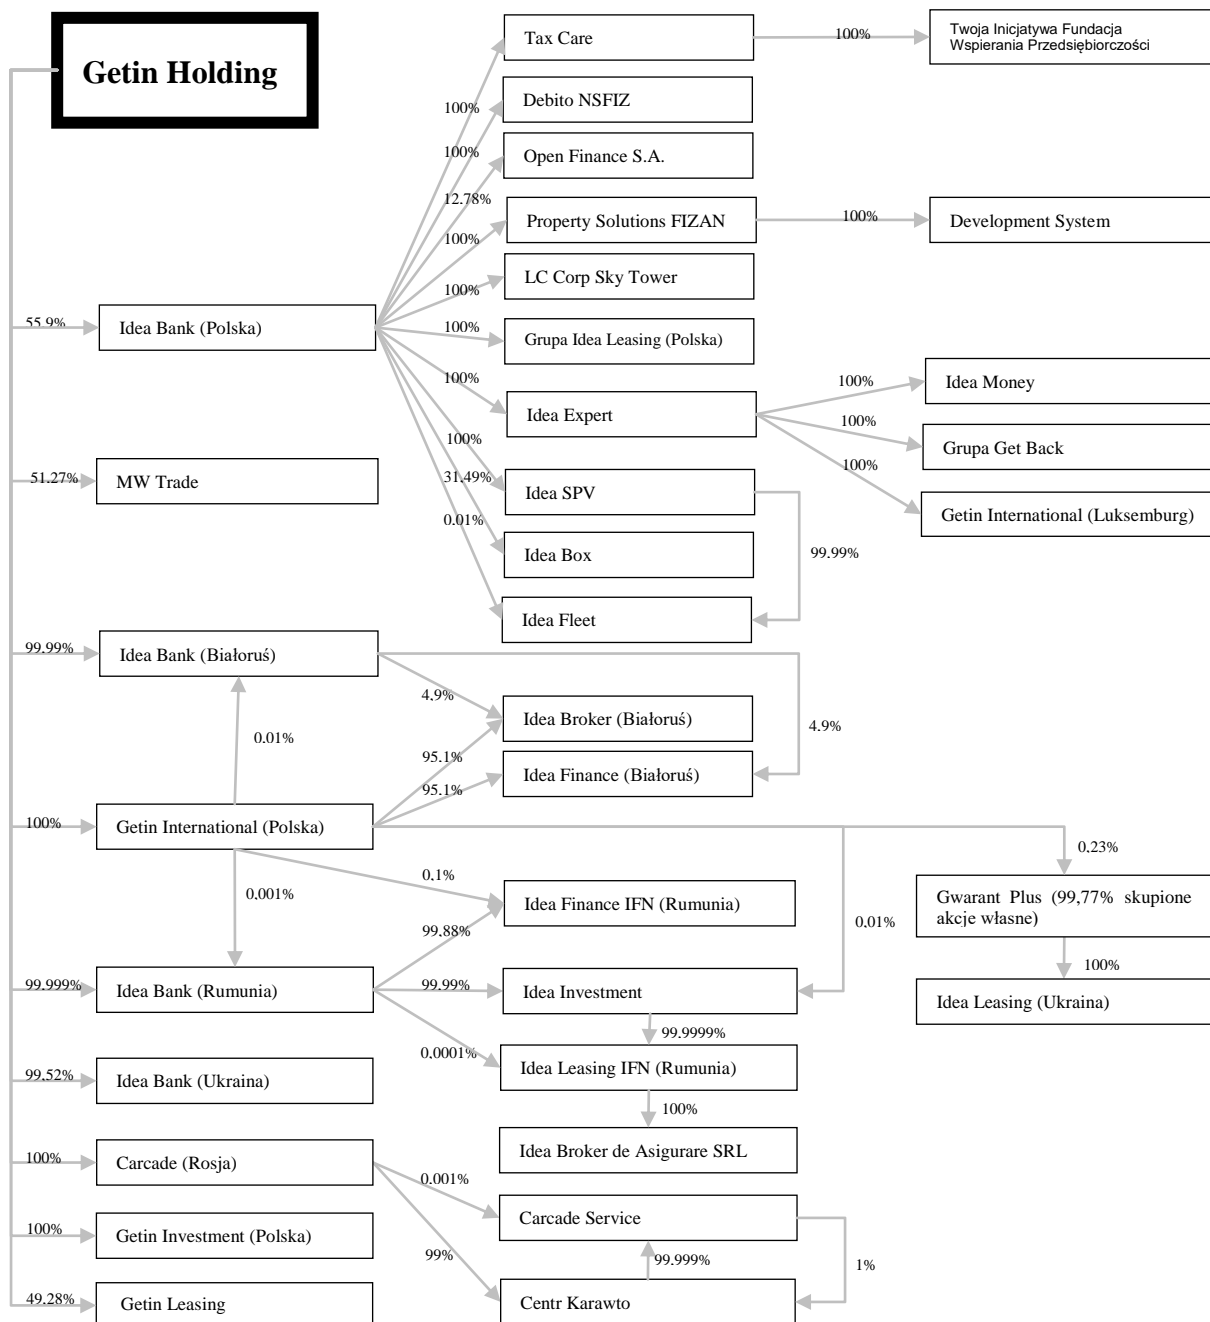 Getin Holding
Tax Care
100%
Twoja Inicjatywa Fundacja
Wspierania Przedsiębiorczości
100%
Debito NSFIZ
100%
Open Finance S.A.
12.78%
Property Solutions FIZAN
100%
Development System
100%
LC Corp Sky Tower
100%
55.9%
Idea Bank (Polska)
100%
Grupa Idea Leasing (Polska)
100%
Idea Expert
100%
Idea Money
100%
Grupa Get Back
100%
Getin International (Luksemburg)
100%
51.27%
MW Trade
31.49%
Idea SPV
0.01%
Idea Box
99.99%
Idea Fleet
99.99%
Idea Bank (Białoruś)
4.9%
Idea Broker (Białoruś)
4.9%
0.01%
95.1%
Idea Finance (Białoruś)
95.1%
100%
Getin International (Polska)
0,23%
0,1%
0,001%
Idea Finance IFN (Rumunia)
Gwarant Plus (99,77% skupione
akcje własne)
99,88%
0,01%
100%
99.999%
Idea Bank (Rumunia)
99.99%
Idea Investment
Idea Leasing (Ukraina)
99.9999%
0,0001%
Idea Leasing IFN (Rumunia)
99,52%
Idea Bank (Ukraina)
100%
Idea Broker de Asigurare SRL
100%
Carcade (Rosja)
0.001%
Carcade Service
100%
Getin Investment (Polska)
99%
99.999%
1%
49.28%
Getin Leasing
Centr Karawto